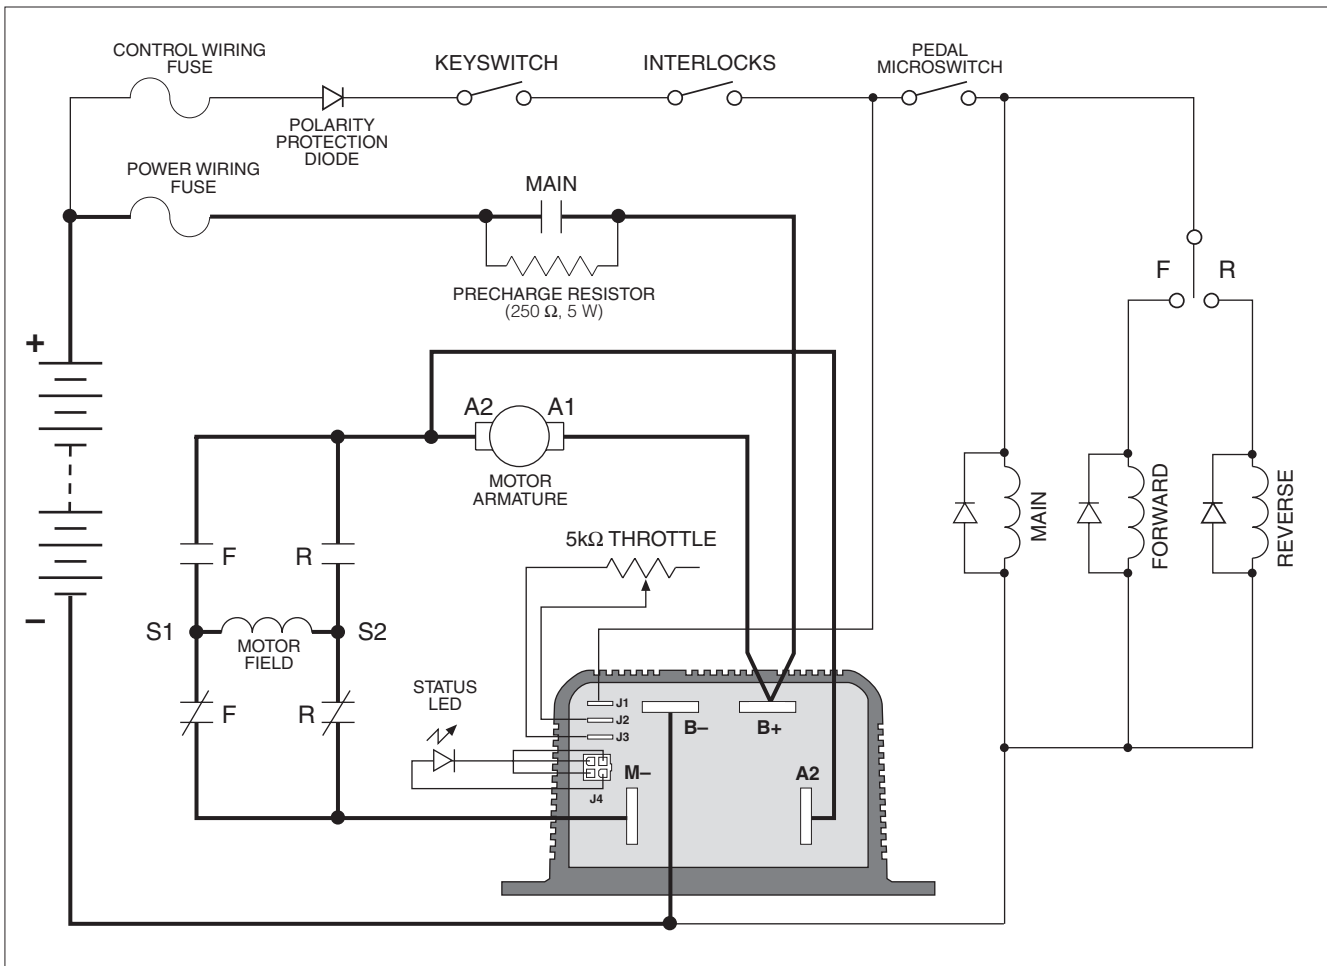 CONTROL WIRING
FUSE
KEYSWITCH
INTERLOCKS
PEDAL
MICROSWITCH
POLARITY
PROTECTION
DIODE
POWER WIRING
FUSE
MAIN
PRECHARGE RESISTOR
(250 Ω, 5 W)
F R
+
A2 A1
MOTOR
ARMATURE
MAIN
FORWARD
REVERSE
5kΩ THROTTLE
F R
–
S1 S2
MOTOR
FIELD
STATUS
LED
F R
J1
J2
J3
B– B+
M– A2
J4